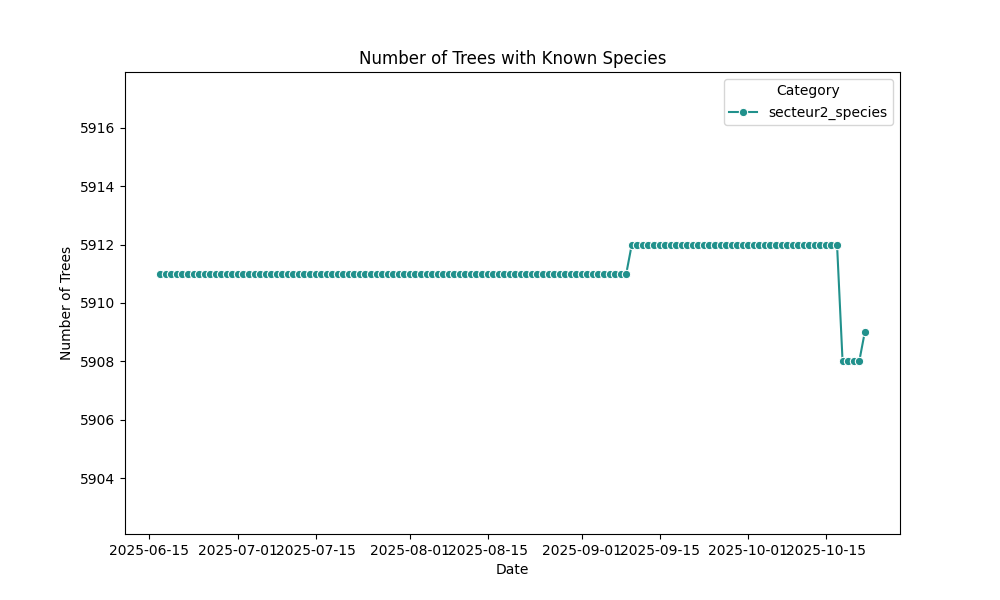 Number of Trees with Known Species
Category
secteur2_species
Number of Trees
5916
5914
5912
5910
5908
5906
5904
2025-06-15 2025-07-01 2025-07-15 2025-08-01 2025-08-15 2025-09-01 2025-09-15 2025-10-01 2025-10-15
Date